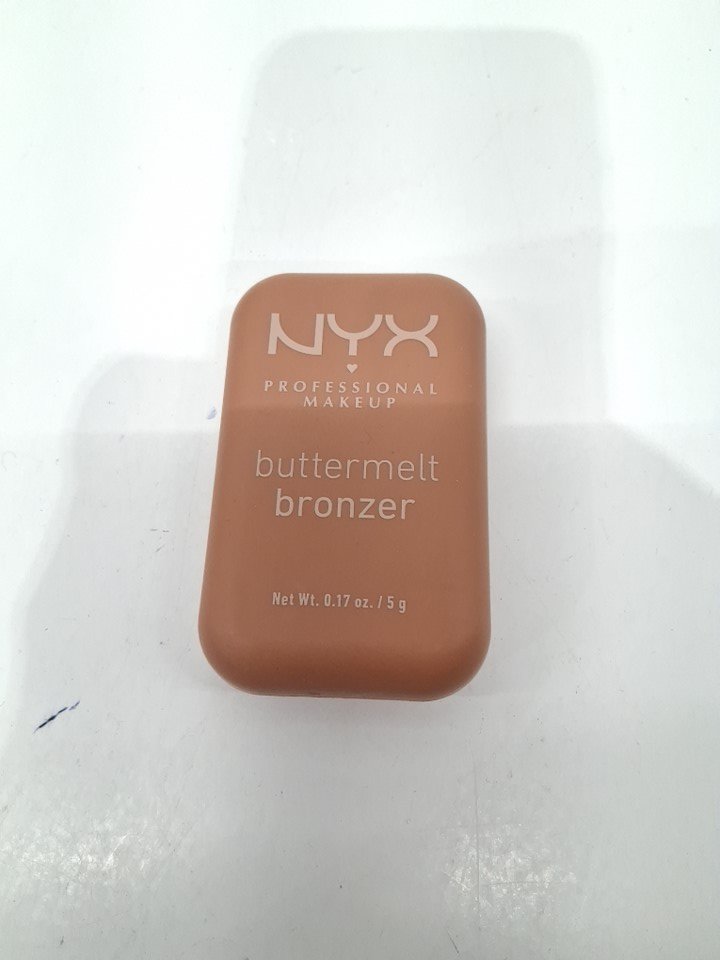 NYX
PROFESSIONAL
MAKEUP
buttermelt
bronzer
Net Wt. 0.17 oz. / 5 g